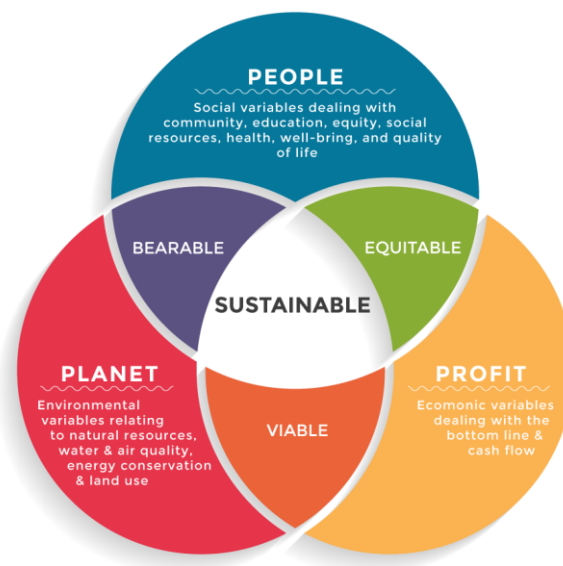 PEOPLE
Social variables dealing with
community, education, equity, social
resources, health, well-bring, and quality
of life
BEARABLE
EQUITABLE
SUSTAINABLE
PLANET
Environmental
variables relating
to natural resources,
water & air quality,
energy conservation
& land use
PROFIT
Ecomonic variables
dealing with the
bottom line &
cash flow
VIABLE